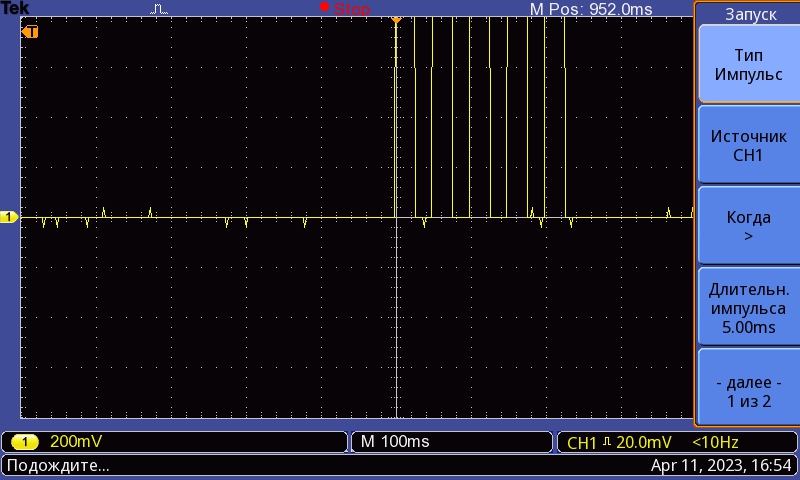 Tek
Stop
M Pos: 952.0ms
T
1
Запуск
Тип
Импульс
Источник
CH1
Когда
>
Длительн.
импульса
5.00ms
- далее -
1 из 2
1 200mV
M 100ms
CH1 20.0mV <10Hz
Подождите...
Apr 11, 2023, 16:54